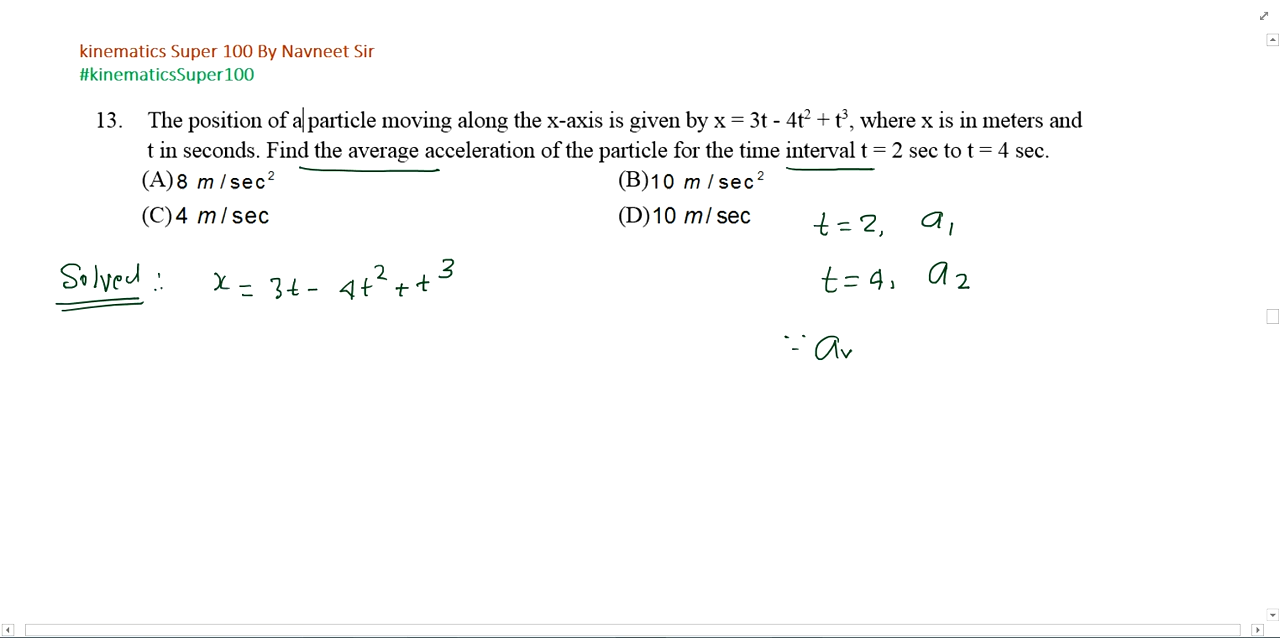 kinematics Super 100 By Navneet Sir
#kinematicsSuper100
13. The position of a particle moving along the x-axis is given by x = 3t - 4t² + t³, where x is in meters and
t in seconds. Find the average acceleration of the particle for the time interval t = 2 sec to t = 4 sec.
(A) 8 m/sec² (B) 10 m/sec²
(C) 4 m/sec (D) 10 m/sec
t = 2, a₁
Solved ∴ x = 3t - 4t² + t³
t = 4, a₂
∵ av